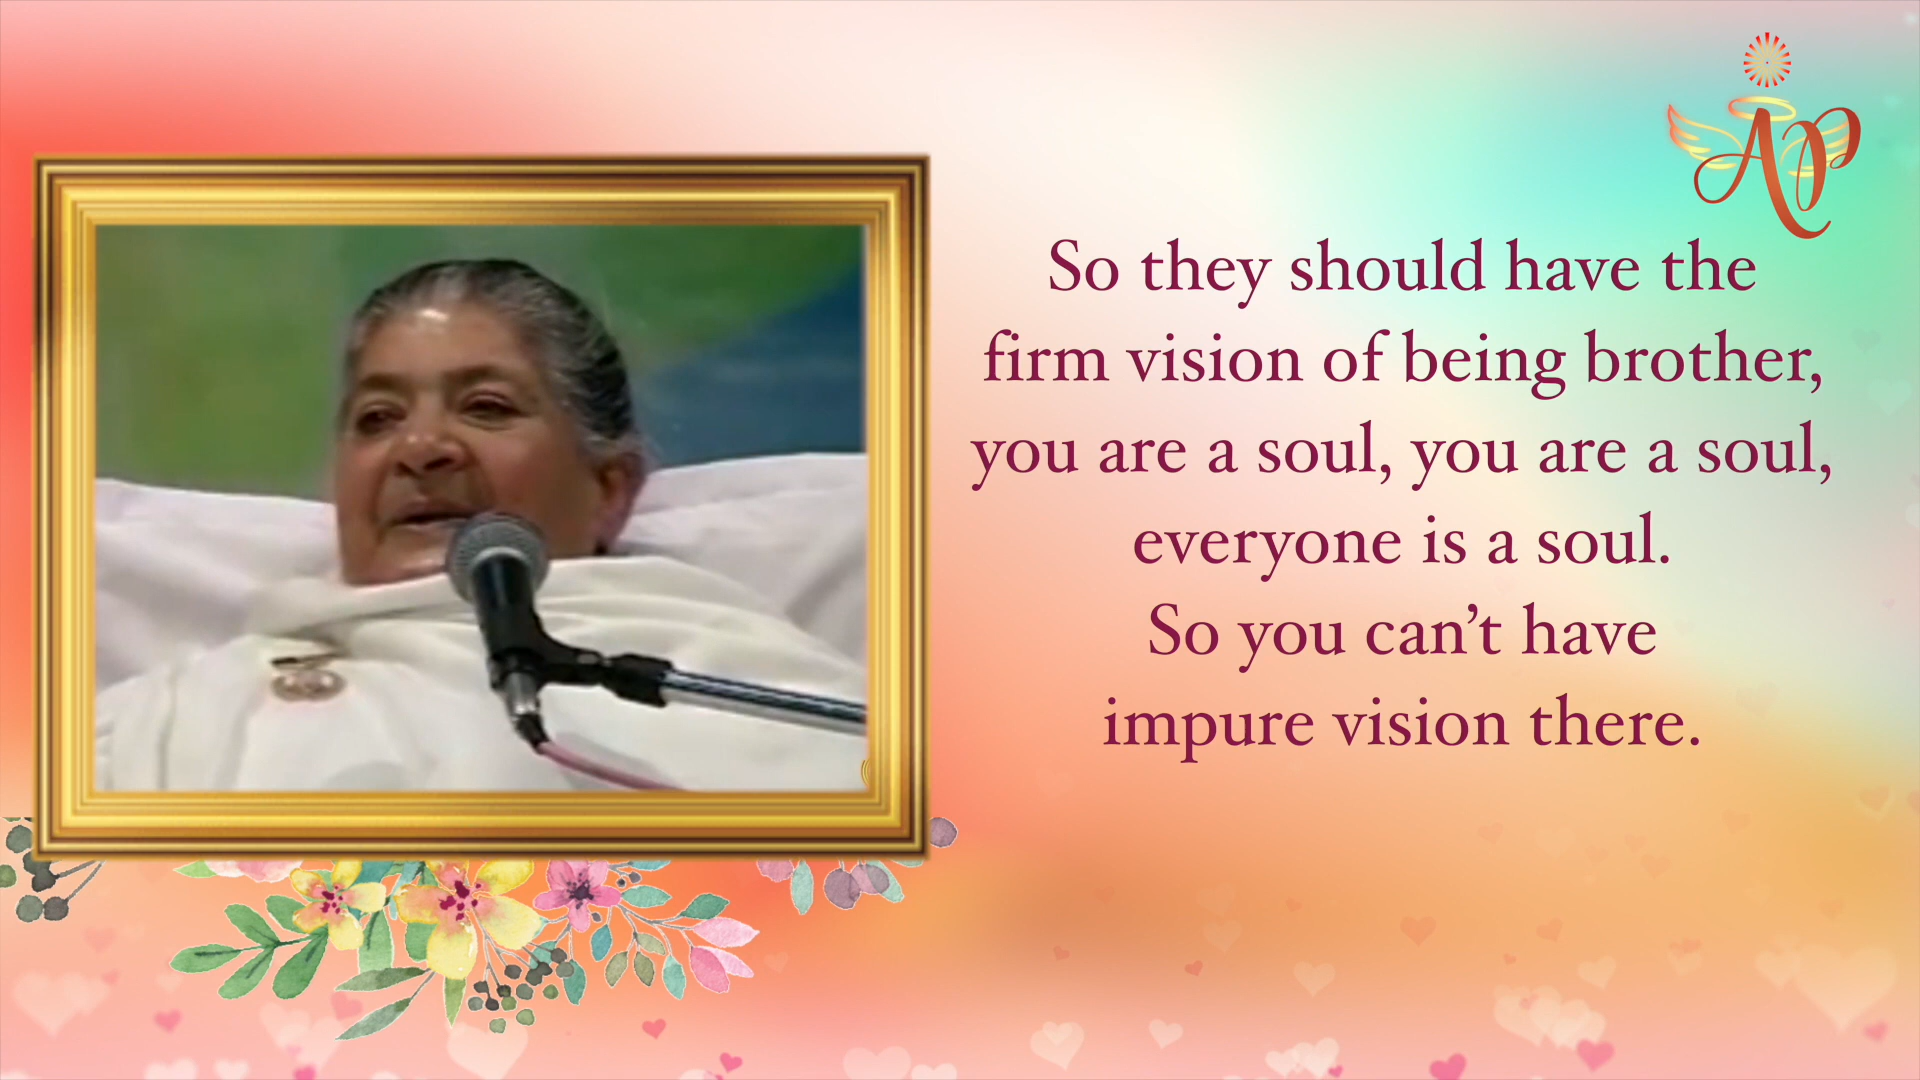 AP
So they should have the
firm vision of being brother,
you are a soul, you are a soul,
everyone is a soul.
So you can’t have
impure vision there.